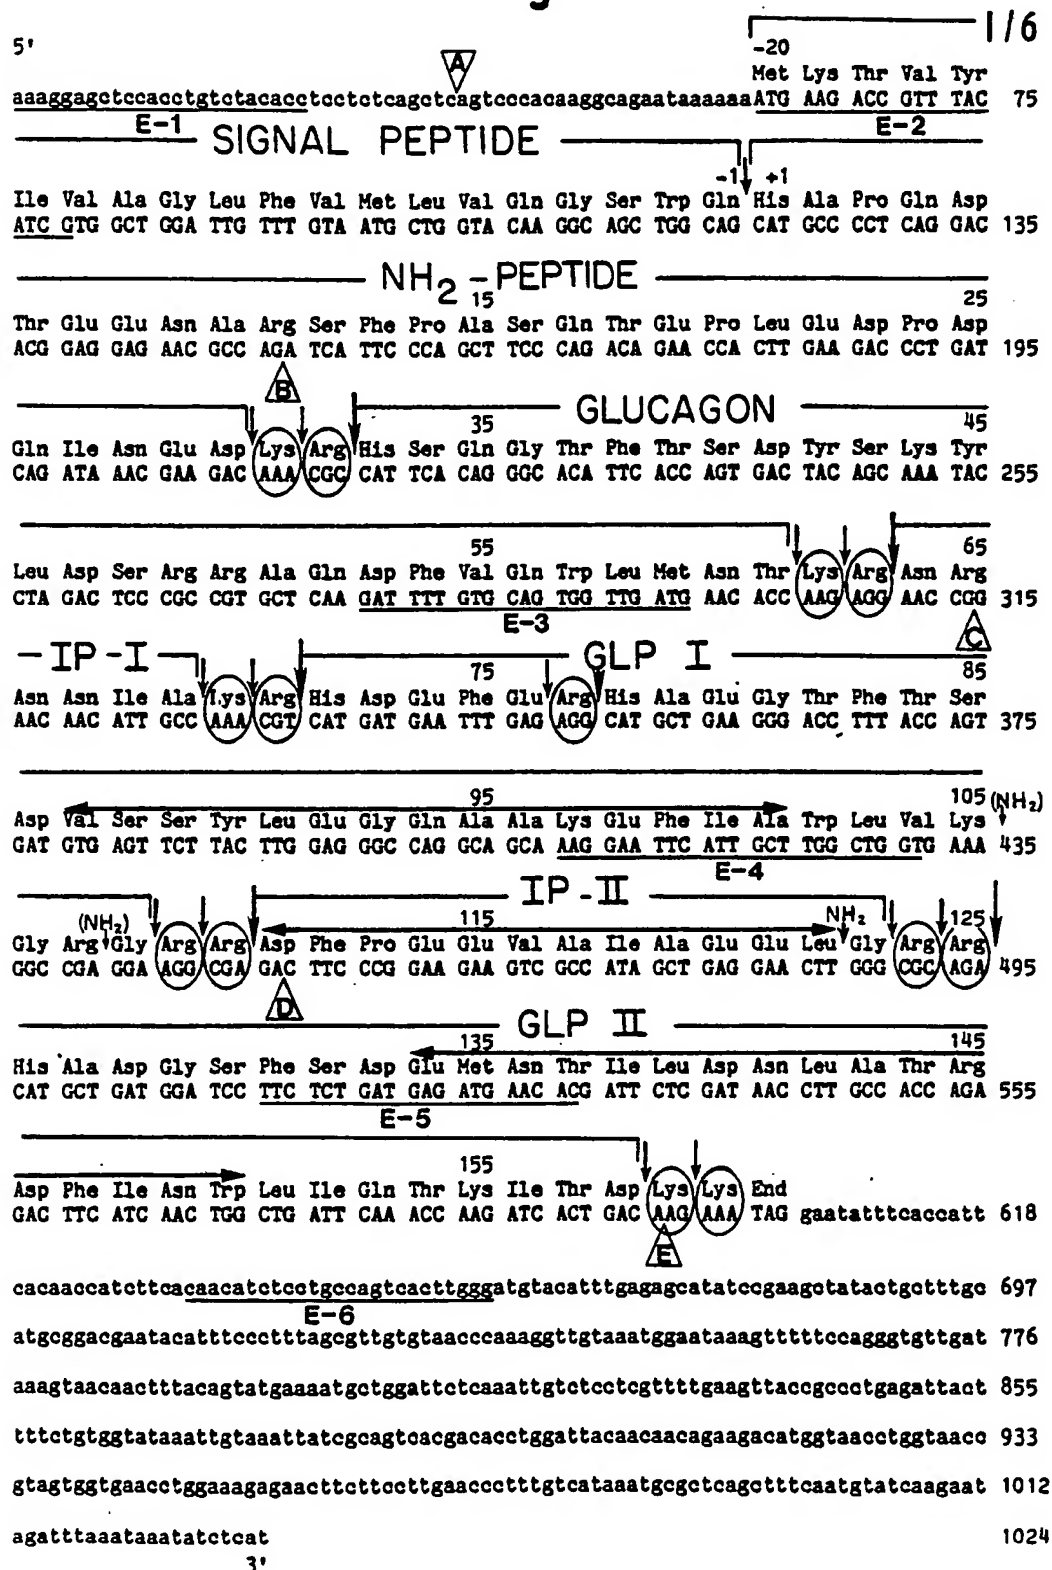 1/6
5'
A
-20
Met Lys Thr Val Tyr
aaaggagctccacctgtctacacctcctctcagctcagtcccacaaggcagaataaaaaaATG AAG ACC GTT TAC 75
E-1 E-2
SIGNAL PEPTIDE
-1 +1
Ile Val Ala Gly Leu Phe Val Met Leu Val Gln Gly Ser Trp Gln His Ala Pro Gln Asp
ATC GTG GCT GGA TTG TTT GTA ATG CTG GTA CAA GGC AGC TGG CAG CAT GCC CCT CAG GAC 135
NH2-PEPTIDE
15 25
Thr Glu Glu Asn Ala Arg Ser Phe Pro Ala Ser Gln Thr Glu Pro Leu Glu Asp Pro Asp
ACG GAG GAG AAC GCC AGA TCA TTC CCA GCT TCC CAG ACA GAA CCA CTT GAA GAC CCT GAT 195
B
GLUCAGON
35 45
Gln Ile Asn Glu Asp Lys Arg His Ser Gln Gly Thr Phe Thr Ser Asp Tyr Ser Lys Tyr
CAG ATA AAC GAA GAC AAA CGC CAT TCA CAG GGC ACA TTC ACC AGT GAC TAC AGC AAA TAC 255
55 65
Leu Asp Ser Arg Arg Ala Gln Asp Phe Val Gln Trp Leu Met Asn Thr Lys Arg Asn Arg
CTA GAC TCC CGC CGT GCT CAA GAT TTT GTG CAG TGG TTG ATG AAC ACC AAG AGG AAC CGG 315
E-3 C
IP-I GLP I
75 85
Asn Asn Ile Ala Lys Arg His Asp Glu Phe Glu Arg His Ala Glu Gly Thr Phe Thr Ser
AAC AAC ATT GCC AAA CGT CAT GAT GAA TTT GAG AGG CAT GCT GAA GGG ACC TTT ACC AGT 375
95 105 (NH2)
Asp Val Ser Ser Tyr Leu Glu Gly Gln Ala Ala Lys Glu Phe Ile Ala Trp Leu Val Lys
GAT GTG AGT TCT TAC TTG GAG GGC CAG GCA GCA AAG GAA TTC ATT GCT TGG CTG GTG AAA 435
E-4
IP-II
(NH2) 115 NH2 125
Gly Arg Gly Arg Arg Asp Phe Pro Glu Glu Val Ala Ile Ala Glu Glu Leu Gly Arg Arg
GGC CGA GGA AGG CGA GAC TTC CCG GAA GAA GTC GCC ATA GCT GAG GAA CTT GGG CGC AGA 495
D
GLP II
135 145
His Ala Asp Gly Ser Phe Ser Asp Glu Met Asn Thr Ile Leu Asp Asn Leu Ala Thr Arg
CAT GCT GAT GGA TCC TTC TCT GAT GAG ATG AAC ACG ATT CTC GAT AAC CTT GCC ACC AGA 555
E-5
155
Asp Phe Ile Asn Trp Leu Ile Gln Thr Lys Ile Thr Asp Lys Lys End
GAC TTC ATC AAC TGG CTG ATT CAA ACC AAG ATC ACT GAC AAG AAA TAG gaatatttcaccatt 618
E
cacaaccatcttcacaacatctcctgccagtcacttgggatgtacatttgagagcatatccgaagctatactgctttgc 697
E-6
atgcggacgaatacatttccctttagcgttgtgtaacccaaaggttgtaaatggaataaagtttttccagggtgttgat 776
aaagtaacaactttacagtatgaaaatgctggattctcaaattgtctcctcgttttgaagttaccgccctgagattact 855
tttctgtggtataaattgtaaattatcgcagtcacgacacctggattacaacaacagaagacatggtaacctggtaacc 933
gtagtggtgaacctggaaagagaacttcttccttgaaccctttgtcataaatgcgctcagctttcaatgtatcaagaat 1012
agatttaaataaatatctcat 1024
3'